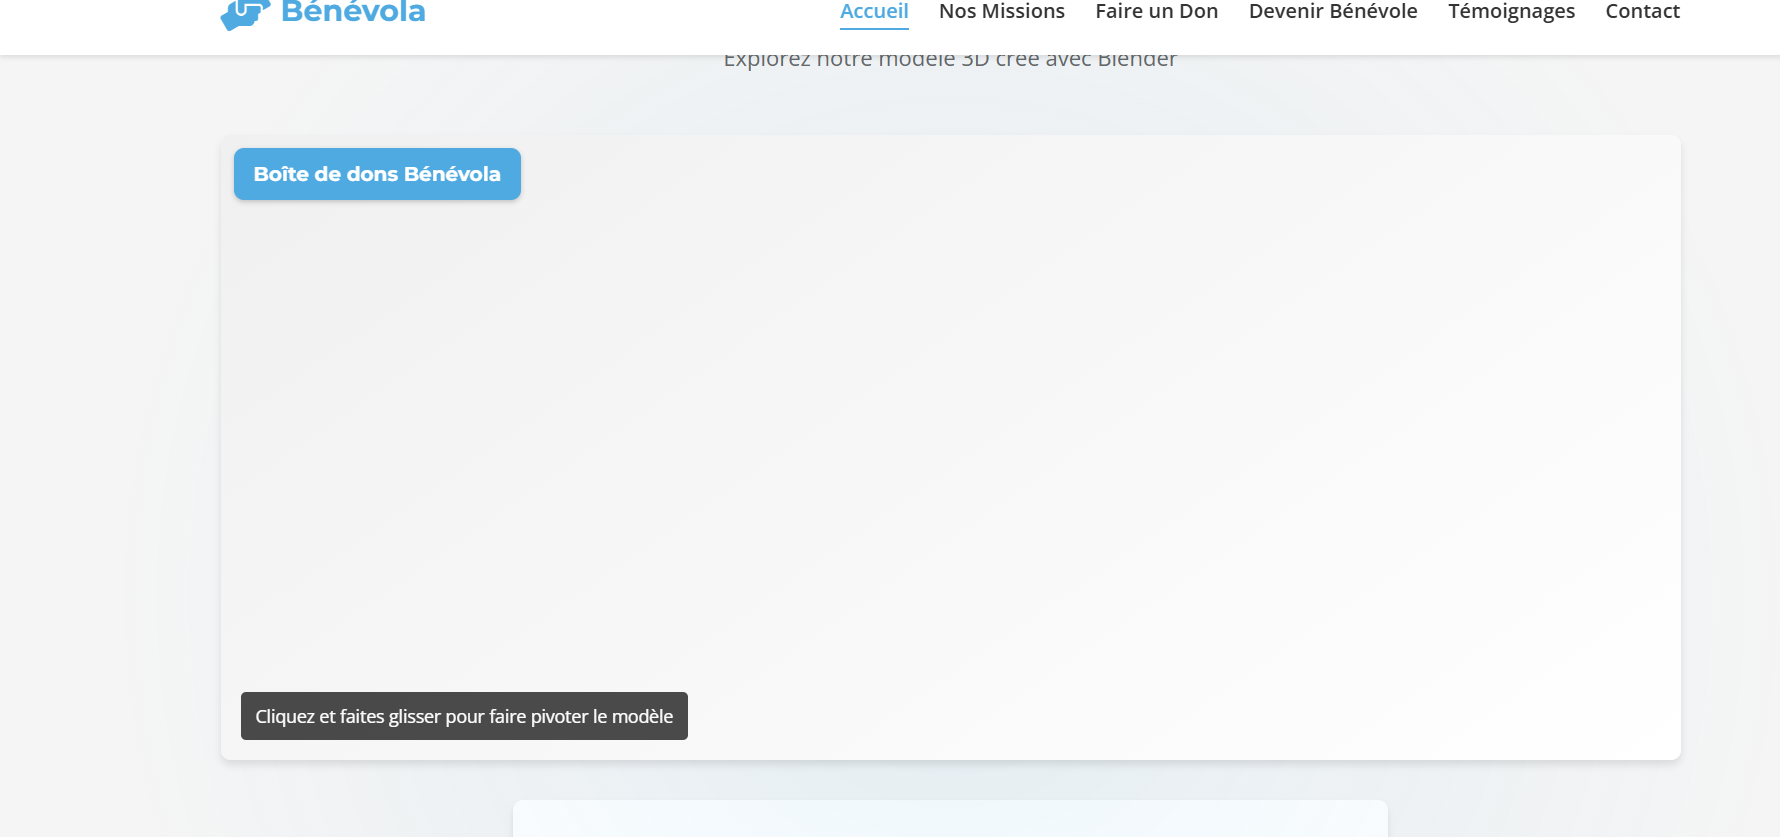 Bénévola
Accueil Nos Missions Faire un Don Devenir Bénévole Témoignages Contact
Explorez notre modèle 3D créé avec Blender
Boîte de dons Bénévola
Cliquez et faites glisser pour faire pivoter le modèle